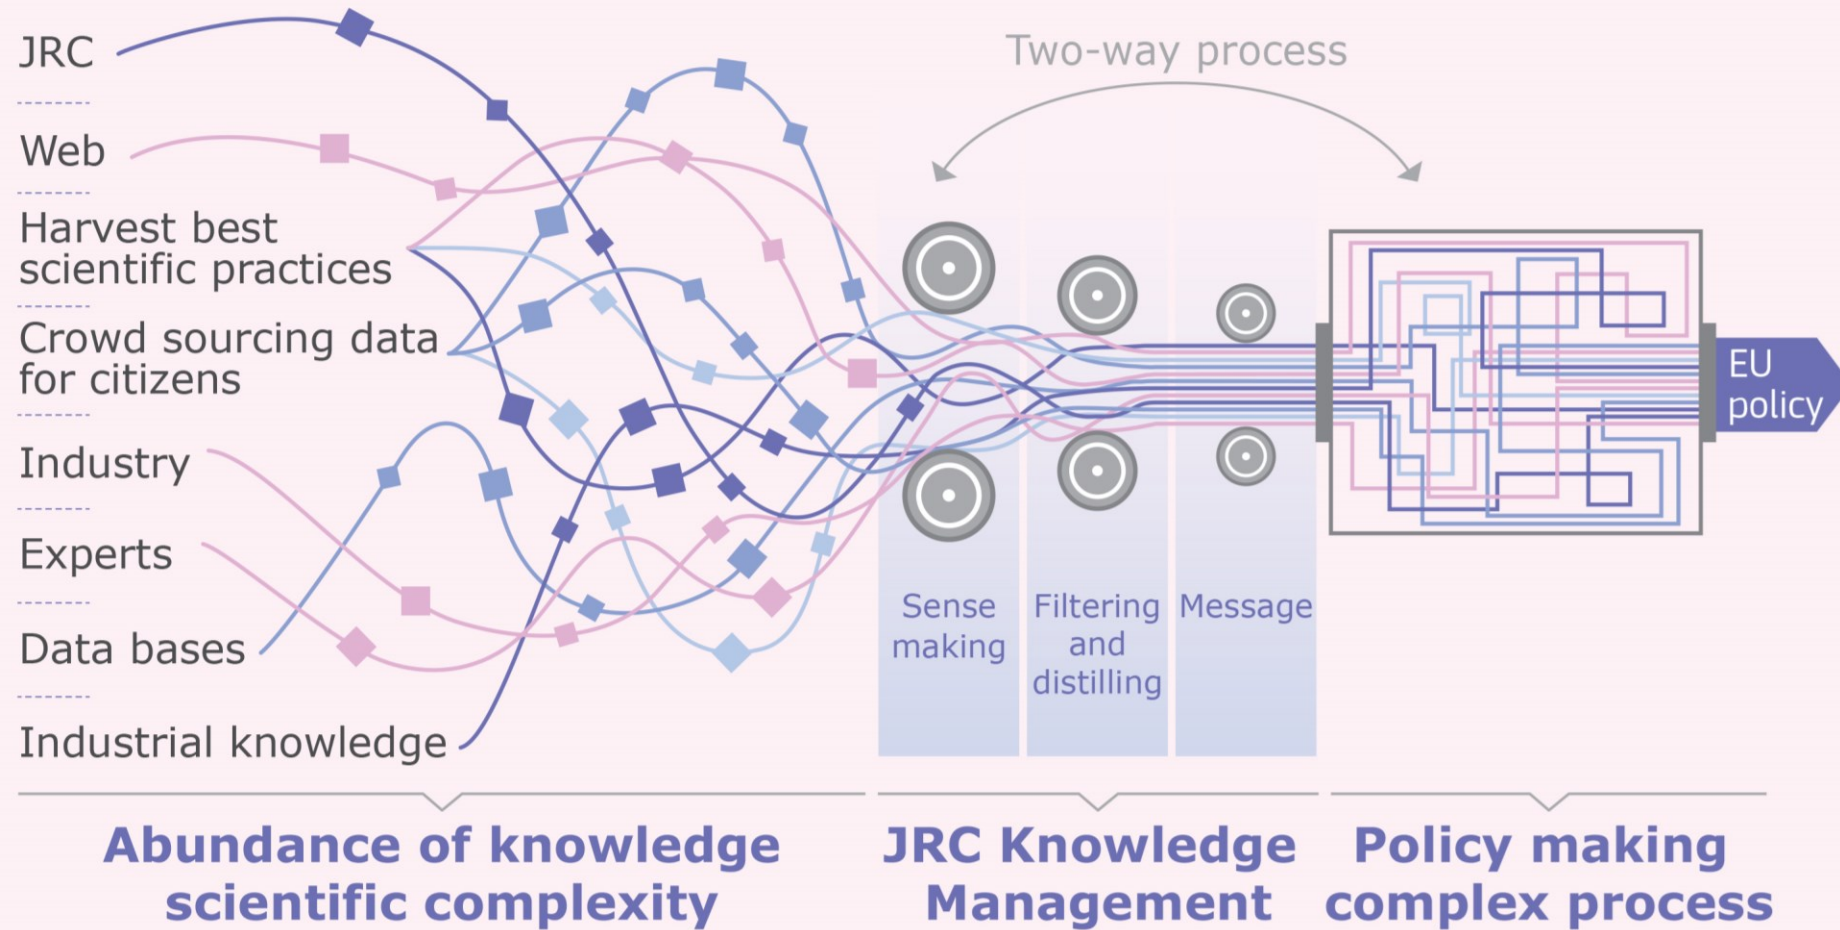 JRC
Web
Harvest best
scientific practices
Crowd sourcing data
for citizens
Industry
Experts
Data bases
Industrial knowledge
Two-way process
Sense
making
Filtering
and
distilling
Message
EU
policy
Abundance of knowledge
scientific complexity
JRC Knowledge
Management
Policy making
complex process